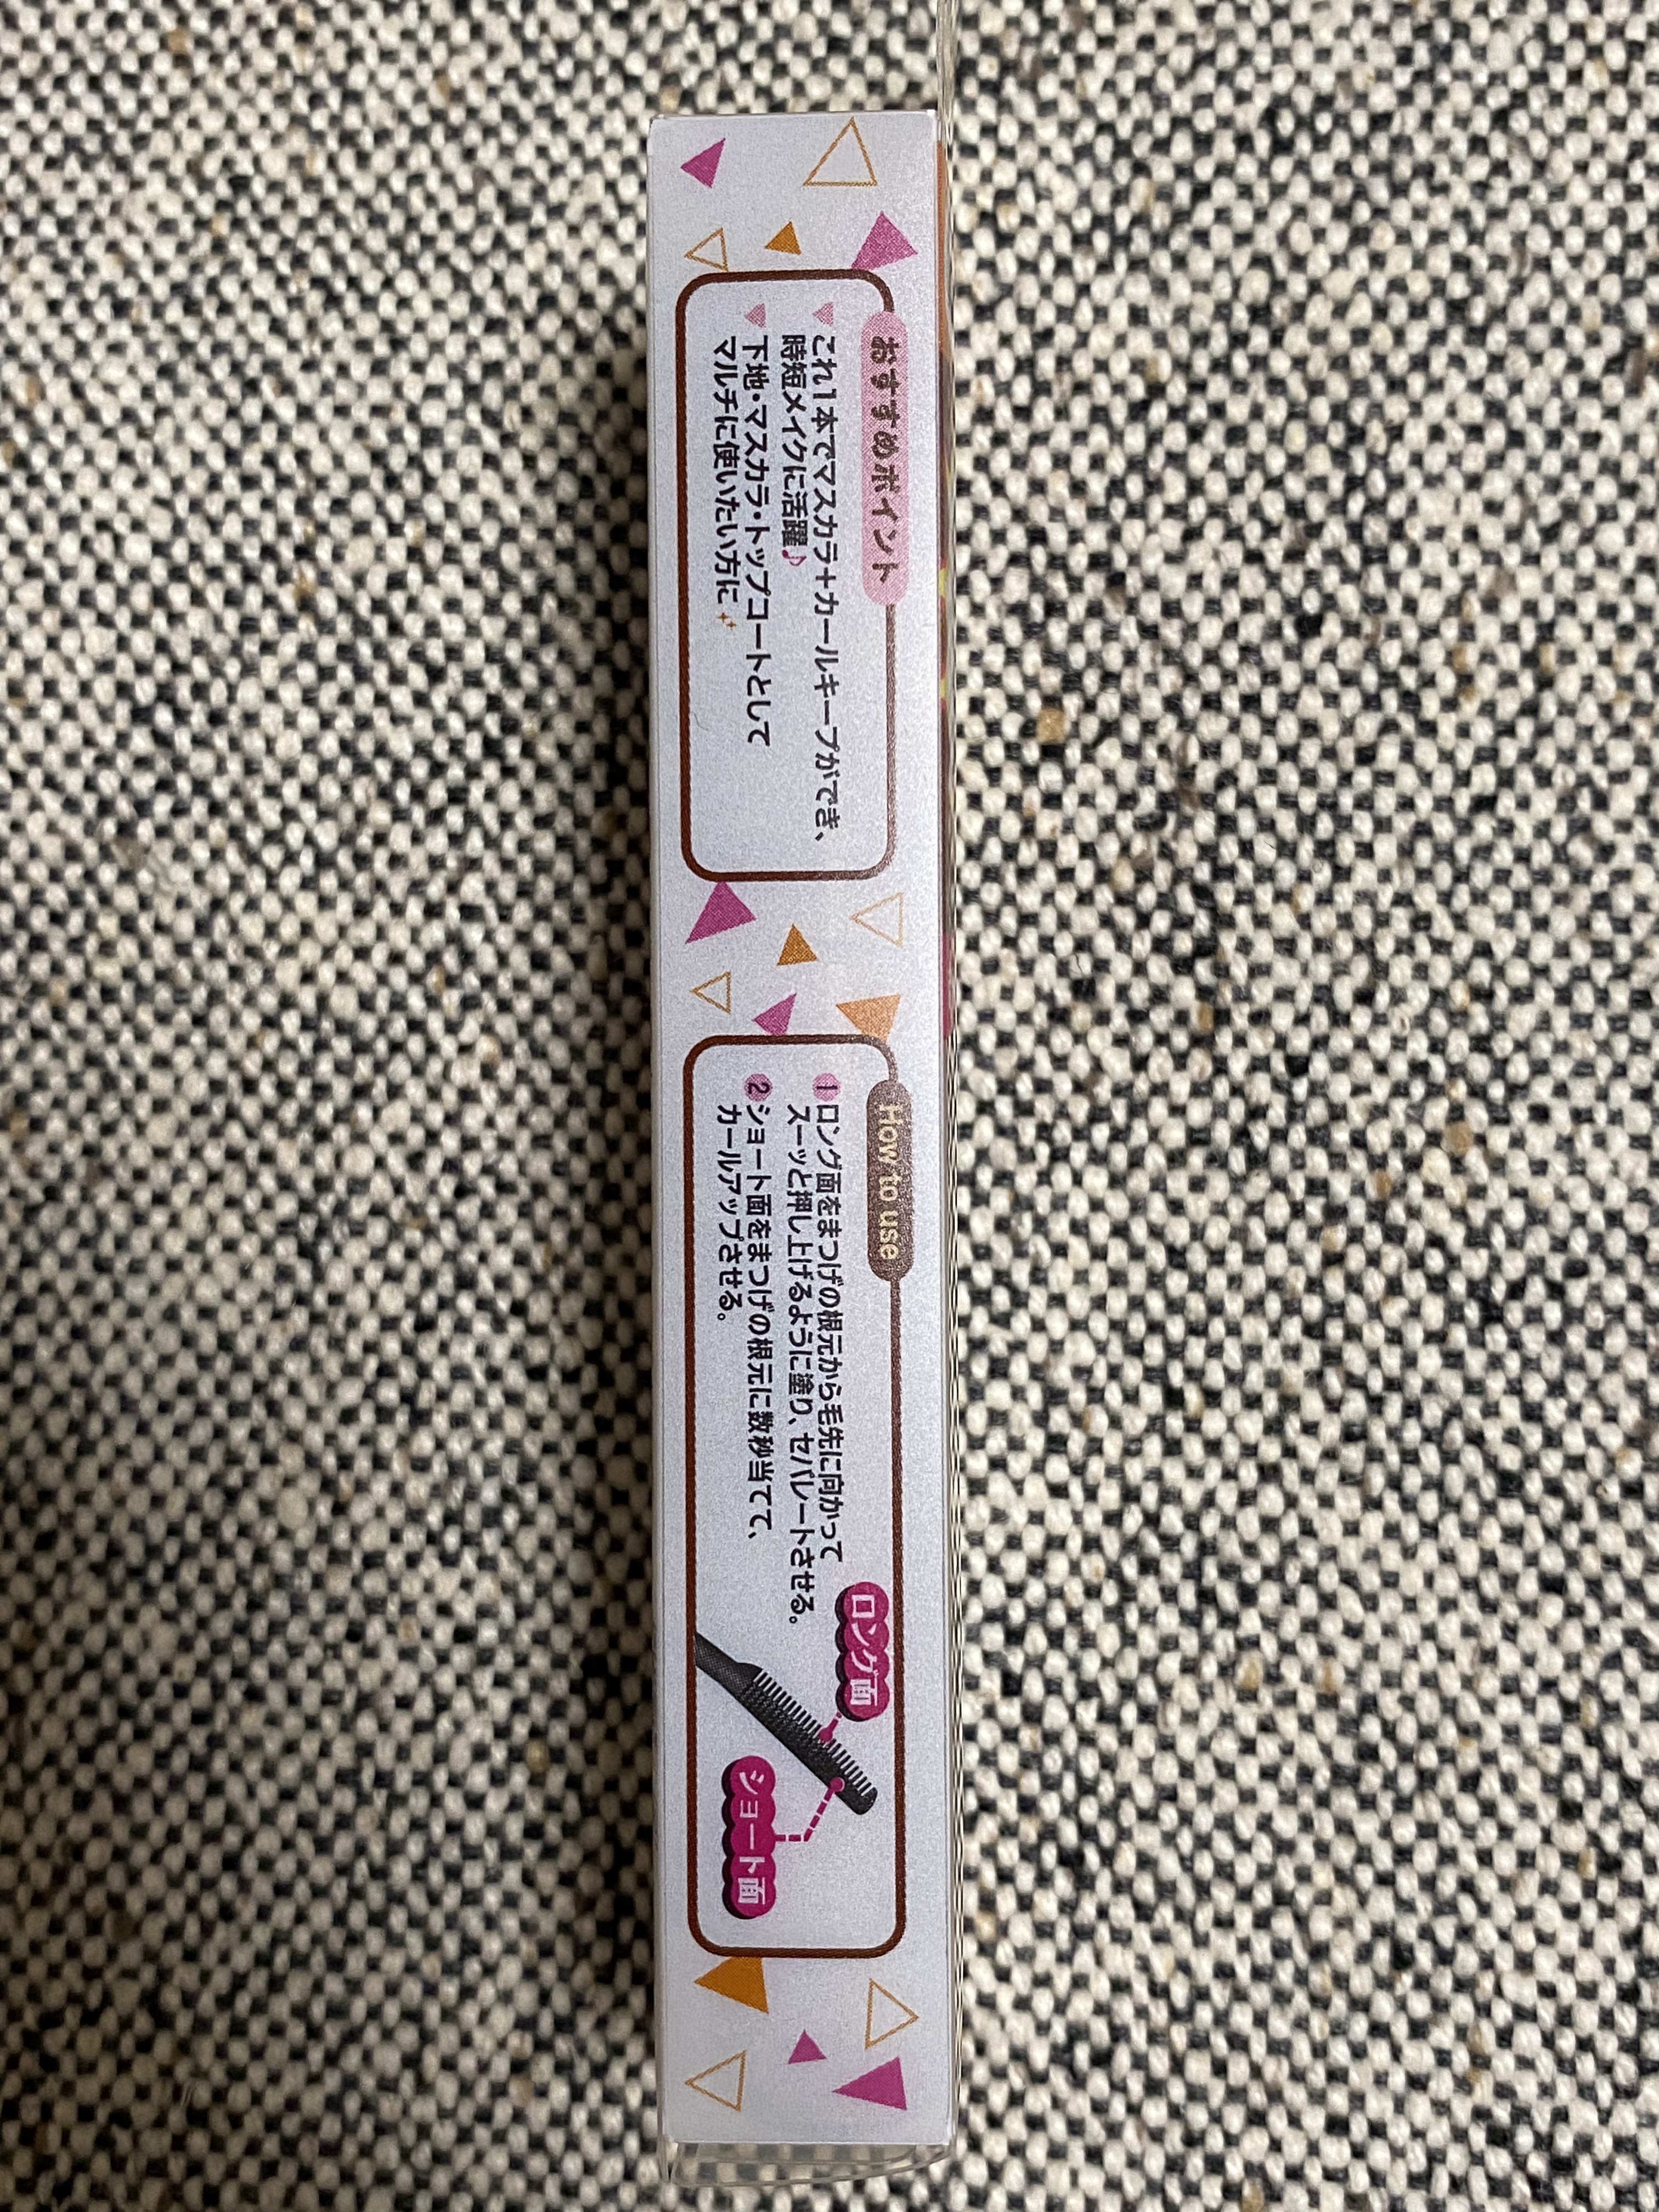 おすすめポイント
これ1本でマスカラ+カールキープができ、
時短メイクに活躍♪
下地・マスカラ・トップコートとして
マルチに使いたい方に
How to use
1 ロング面をまつげの根元から毛先に向かって
スーッと押し上げるように塗り、セパレートさせる。
2 ショート面をまつげの根元に数秒当てて、
カールアップさせる。
ロング面
ショート面